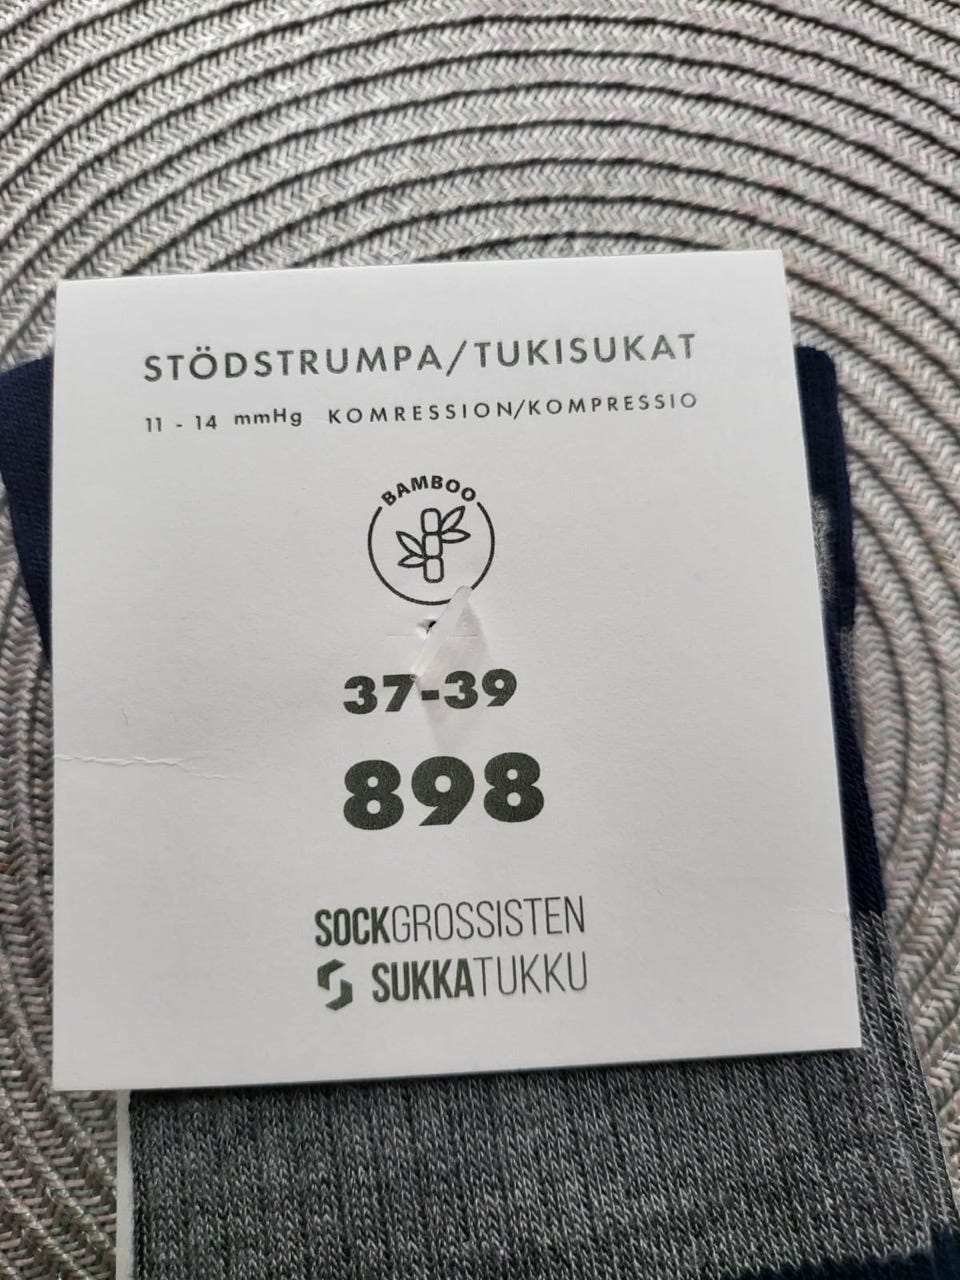 STÖDSTRUMPA/TUKISUKAT
11 - 14 mmHg KOMRESSION/KOMPRESSIO
BAMBOO
37-39
898
SOCKGROSSISTEN
SUKKATUKKU